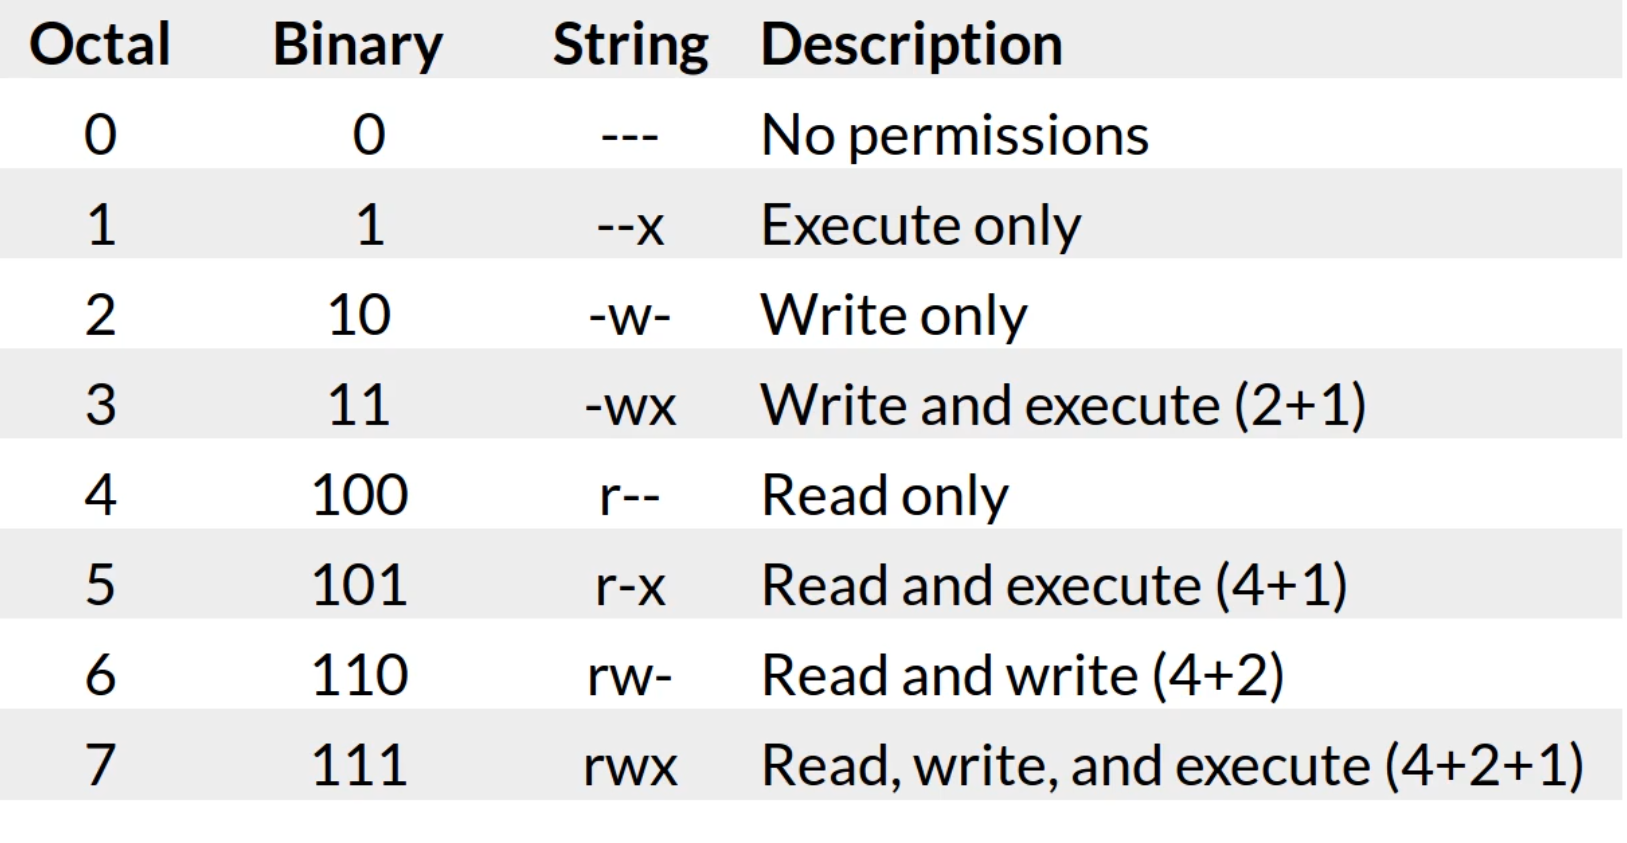 Octal Binary String Description
0 0 --- No permissions
1 1 --x Execute only
2 10 -w- Write only
3 11 -wx Write and execute (2+1)
4 100 r-- Read only
5 101 r-x Read and execute (4+1)
6 110 rw- Read and write (4+2)
7 111 rwx Read, write, and execute (4+2+1)